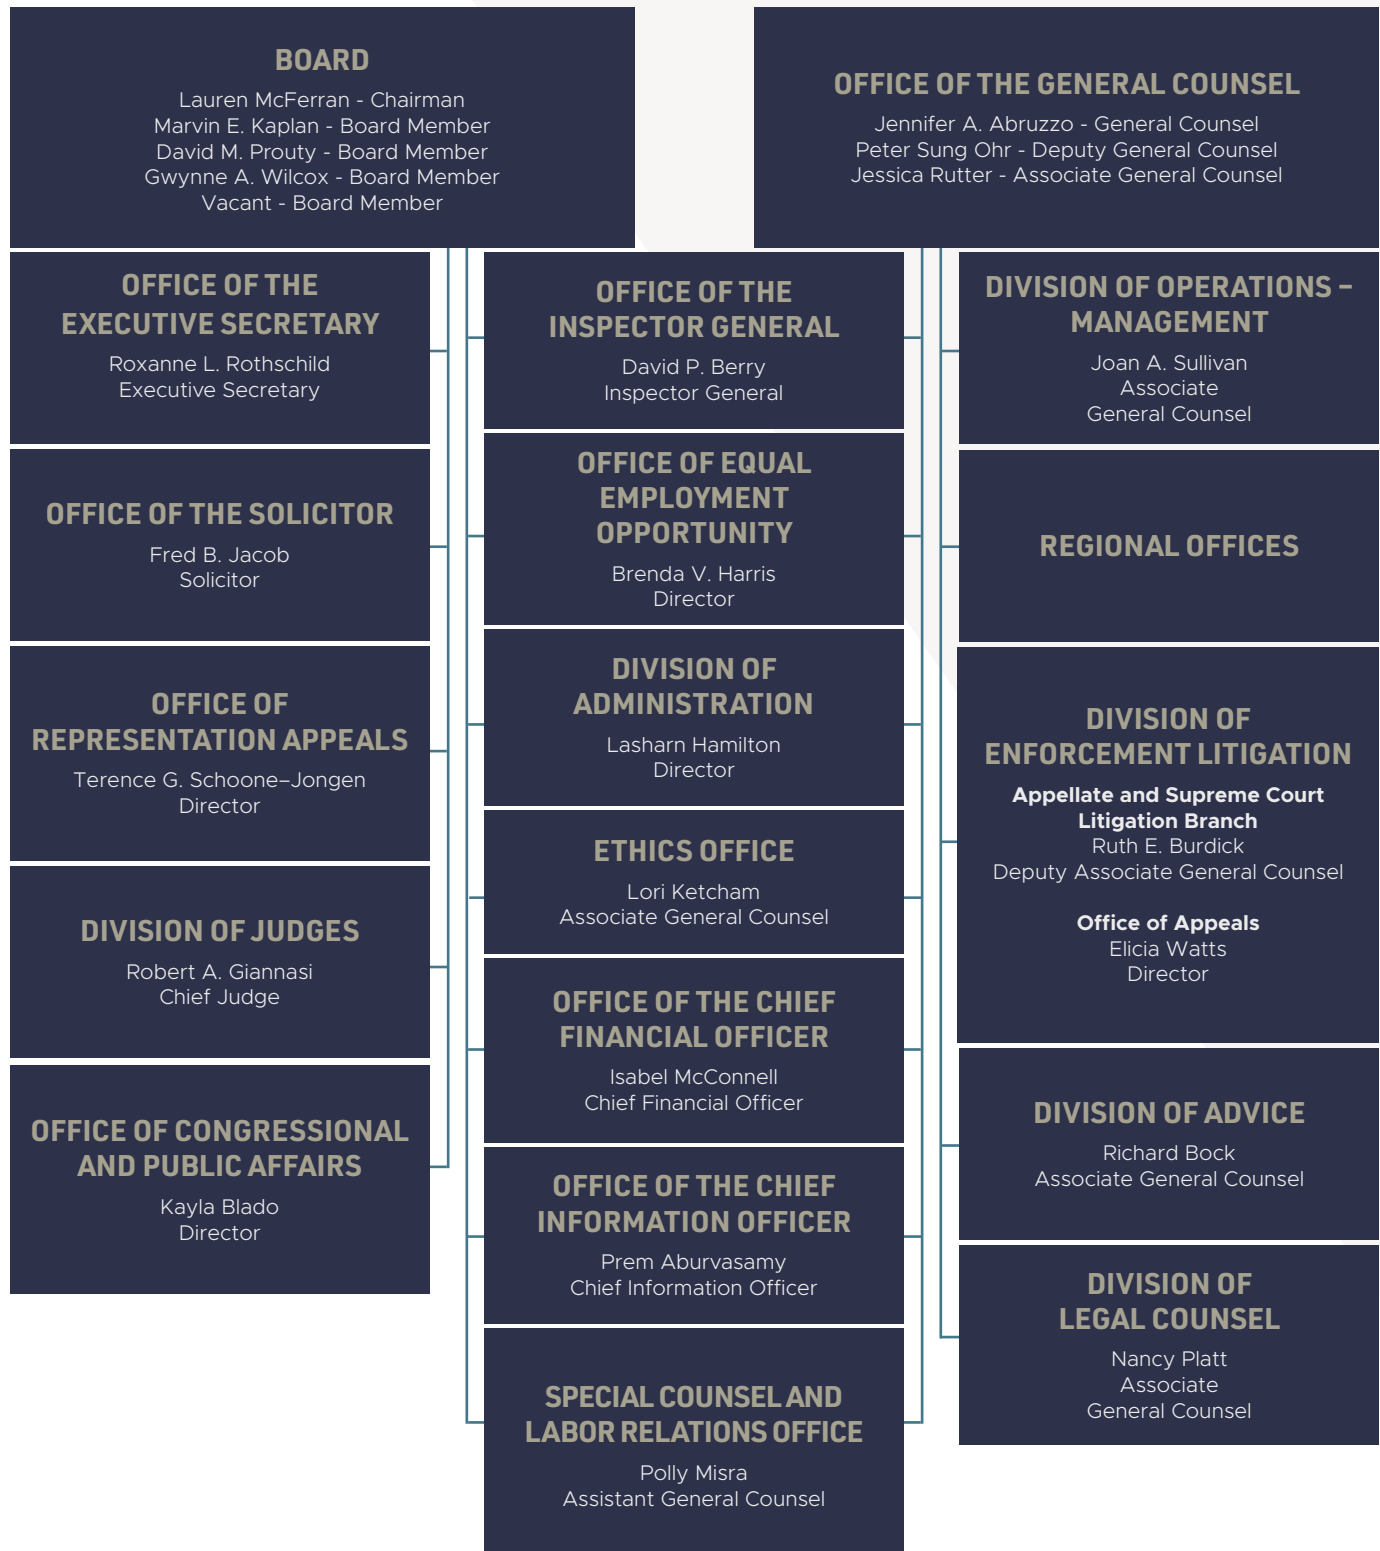 BOARD
Lauren McFerran - Chairman
Marvin E. Kaplan - Board Member
David M. Prouty - Board Member
Gwynne A. Wilcox - Board Member
Vacant - Board Member
OFFICE OF THE GENERAL COUNSEL
Jennifer A. Abruzzo - General Counsel
Peter Sung Ohr - Deputy General Counsel
Jessica Rutter - Associate General Counsel
OFFICE OF THE
EXECUTIVE SECRETARY
Roxanne L. Rothschild
Executive Secretary
OFFICE OF THE SOLICITOR
Fred B. Jacob
Solicitor
OFFICE OF
REPRESENTATION APPEALS
Terence G. Schoone–Jongen
Director
DIVISION OF JUDGES
Robert A. Giannasi
Chief Judge
OFFICE OF CONGRESSIONAL
AND PUBLIC AFFAIRS
Kayla Blado
Director
OFFICE OF THE
INSPECTOR GENERAL
David P. Berry
Inspector General
OFFICE OF EQUAL
EMPLOYMENT
OPPORTUNITY
Brenda V. Harris
Director
DIVISION OF
ADMINISTRATION
Lasharn Hamilton
Director
ETHICS OFFICE
Lori Ketcham
Associate General Counsel
OFFICE OF THE CHIEF
FINANCIAL OFFICER
Isabel McConnell
Chief Financial Officer
OFFICE OF THE CHIEF
INFORMATION OFFICER
Prem Aburvasamy
Chief Information Officer
SPECIAL COUNSEL AND
LABOR RELATIONS OFFICE
Polly Misra
Assistant General Counsel
DIVISION OF OPERATIONS –
MANAGEMENT
Joan A. Sullivan
Associate
General Counsel
REGIONAL OFFICES
DIVISION OF
ENFORCEMENT LITIGATION
Appellate and Supreme Court
Litigation Branch
Ruth E. Burdick
Deputy Associate General Counsel
Office of Appeals
Elicia Watts
Director
DIVISION OF ADVICE
Richard Bock
Associate General Counsel
DIVISION OF
LEGAL COUNSEL
Nancy Platt
Associate
General Counsel